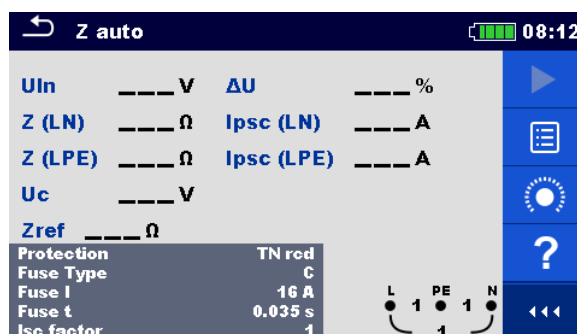 Z auto 08:12
Uln ___V ΔU ___%
Z (LN) ___Ω Ipsc (LN) ___A
Z (LPE) ___Ω Ipsc (LPE) ___A
Uc ___V
Zref ___Ω
Protection TN rcd
Fuse Type C
Fuse I 16 A
Fuse t 0.035 s
Isc factor 1
L PE N
1 1
1
?